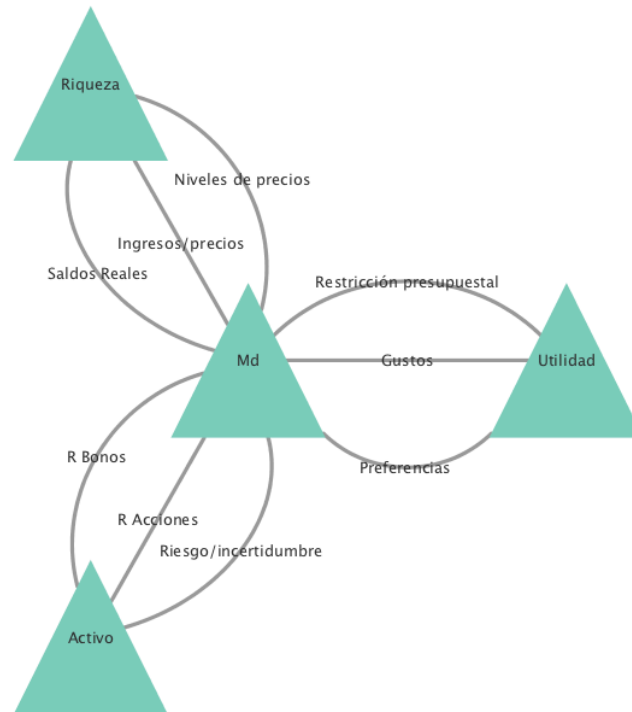 Riqueza
Niveles de precios
Ingresos/precios
Saldos Reales
Restricción presupuestal
Md
Gustos
Utilidad
R Bonos
Preferencias
R Acciones
Riesgo/incertidumbre
Activo